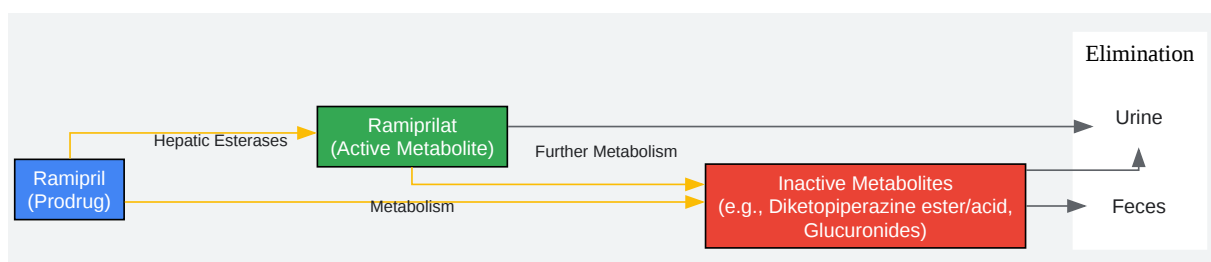 Elimination
Ramiprilat
(Active Metabolite)
Urine
Hepatic Esterases
Further Metabolism
Ramipril
(Prodrug)
Metabolism
Inactive Metabolites
(e.g., Diketopiperazine ester/acid,
Glucuronides)
Feces